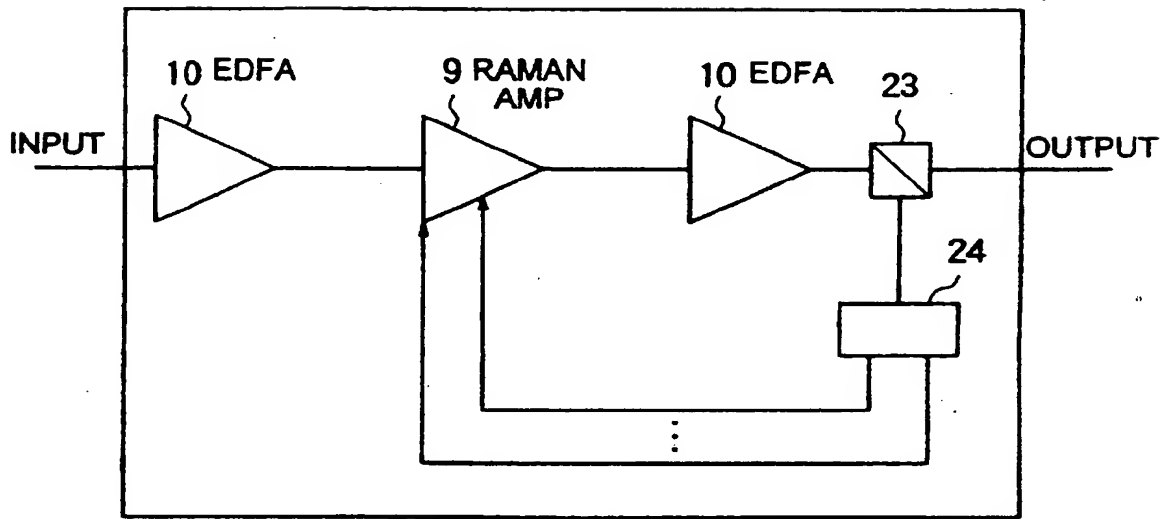 10 EDFA
9 RAMAN
AMP
10 EDFA
23
INPUT
OUTPUT
24